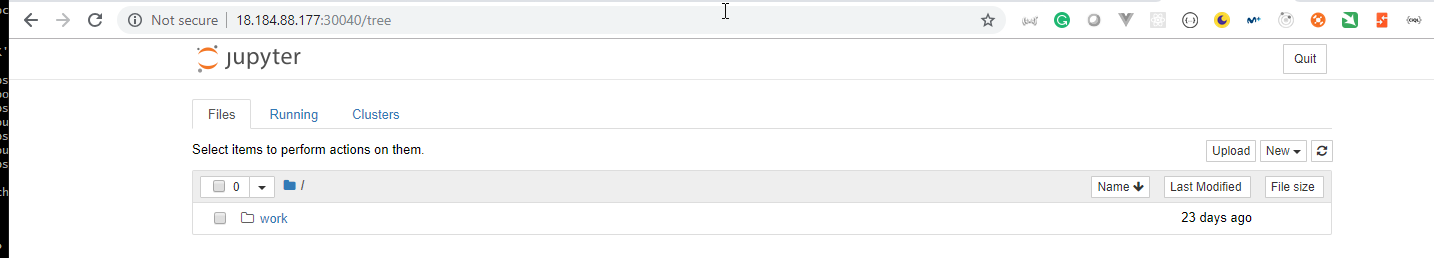 Not secure 18.184.88.177:30040/tree
jupyter
Quit
Files Running Clusters
Select items to perform actions on them.
Upload New
0 / Name Last Modified File size
work 23 days ago